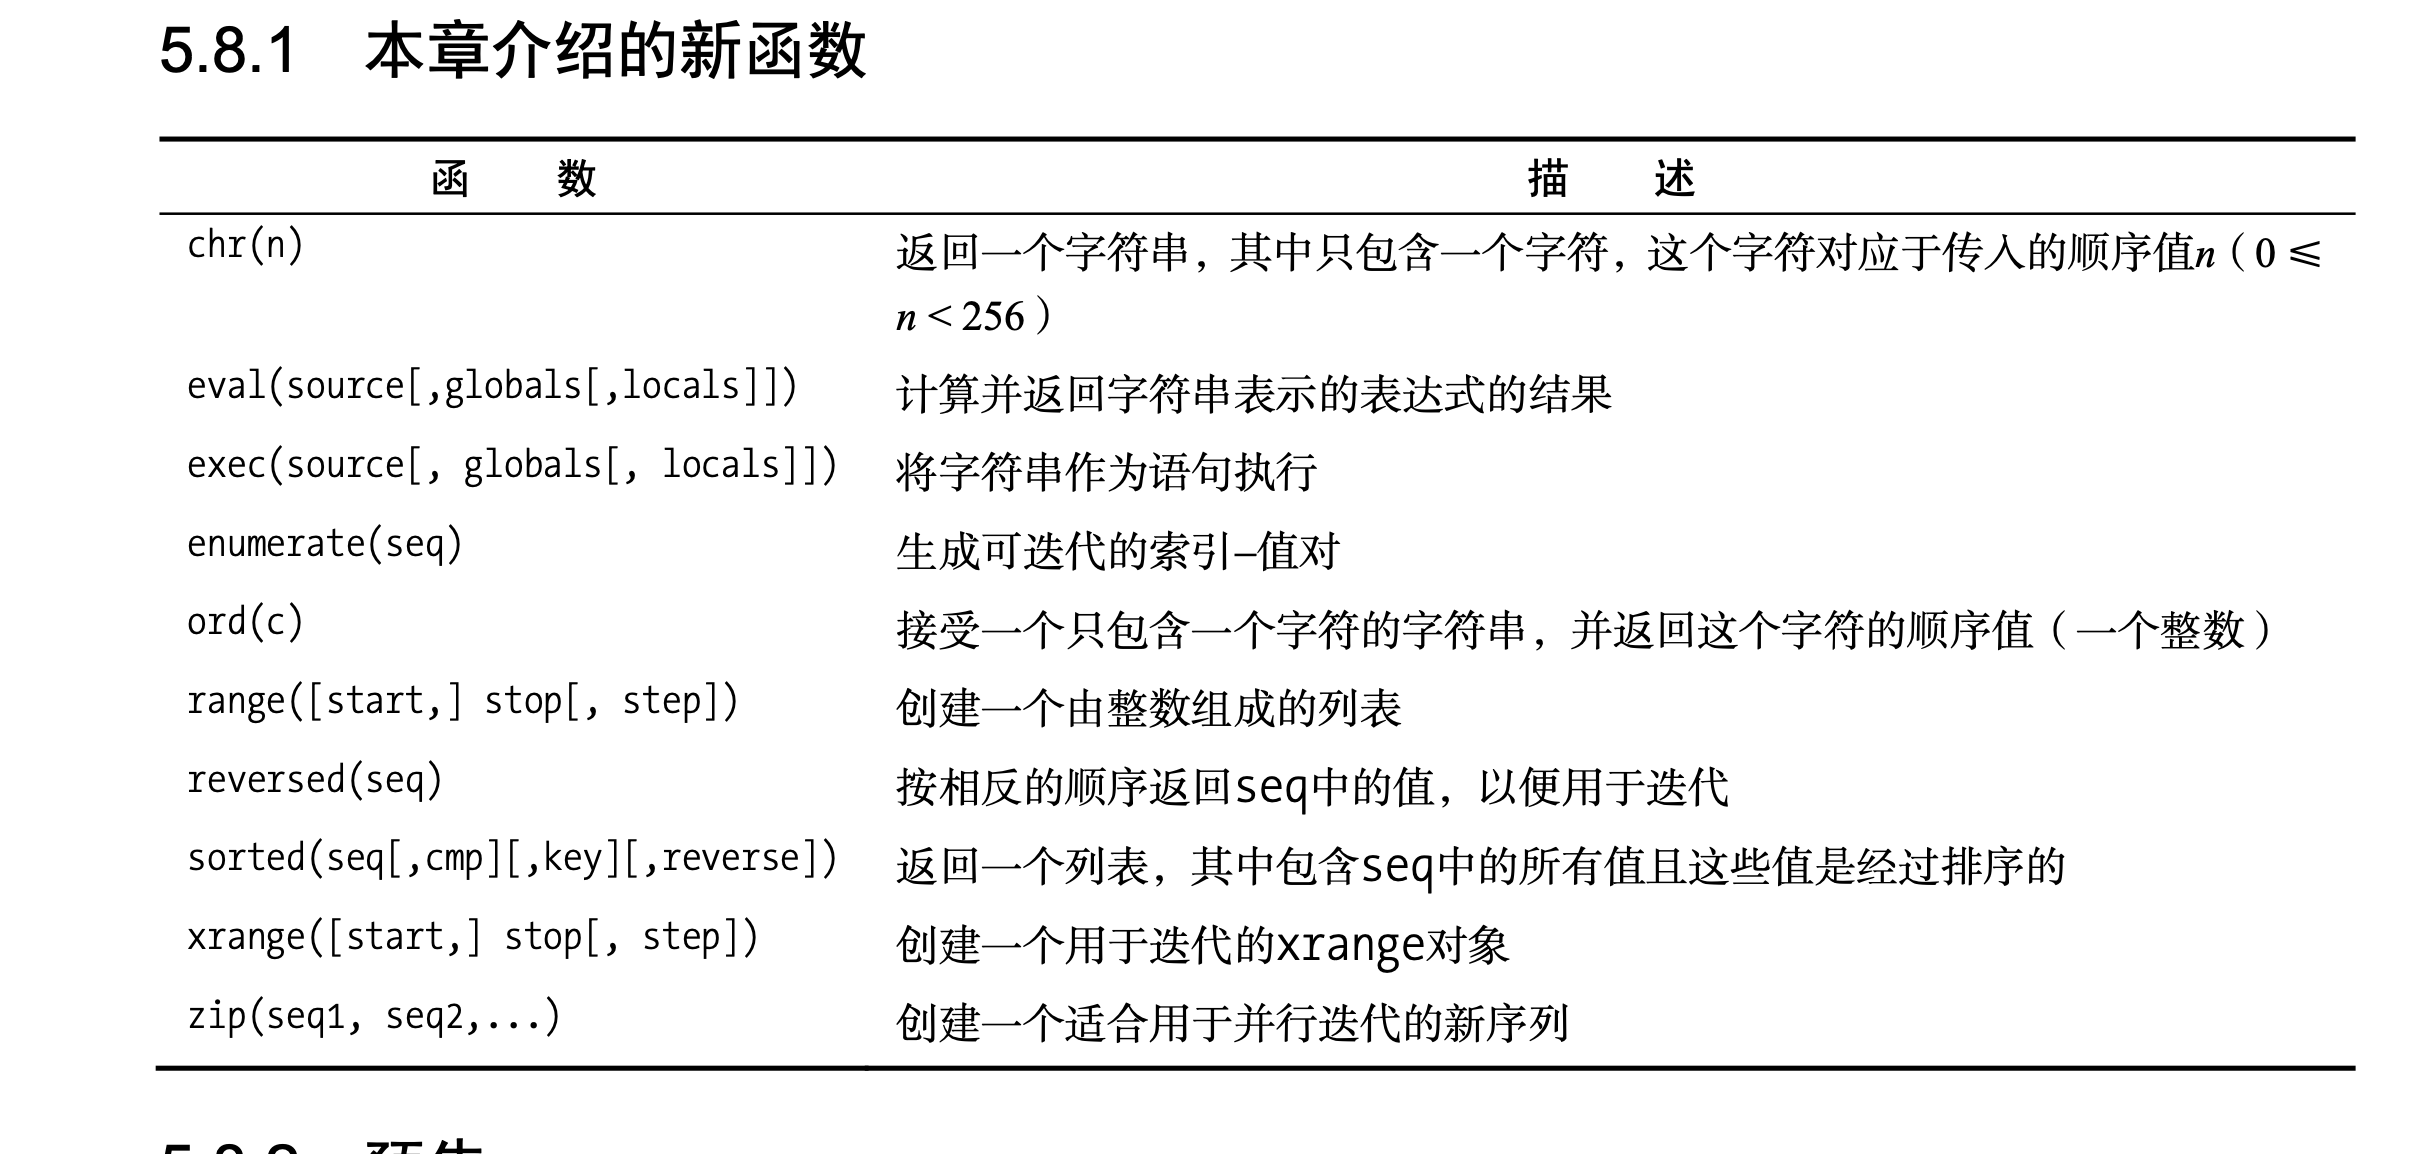 5.8.1 本章介绍的新函数
函 数 描 述
chr(n) 返回一个字符串，其中只包含一个字符，这个字符对应于传入的顺序值n（0 ≤
n < 256）
eval(source[,globals[,locals]]) 计算并返回字符串表示的表达式的结果
exec(source[, globals[, locals]]) 将字符串作为语句执行
enumerate(seq) 生成可迭代的索引–值对
ord(c) 接受一个只包含一个字符的字符串，并返回这个字符的顺序值（一个整数）
range([start,] stop[, step]) 创建一个由整数组成的列表
reversed(seq) 按相反的顺序返回seq中的值，以便用于迭代
sorted(seq[,cmp][,key][,reverse]) 返回一个列表，其中包含seq中的所有值且这些值是经过排序的
xrange([start,] stop[, step]) 创建一个用于迭代的xrange对象
zip(seq1, seq2,...) 创建一个适合用于并行迭代的新序列